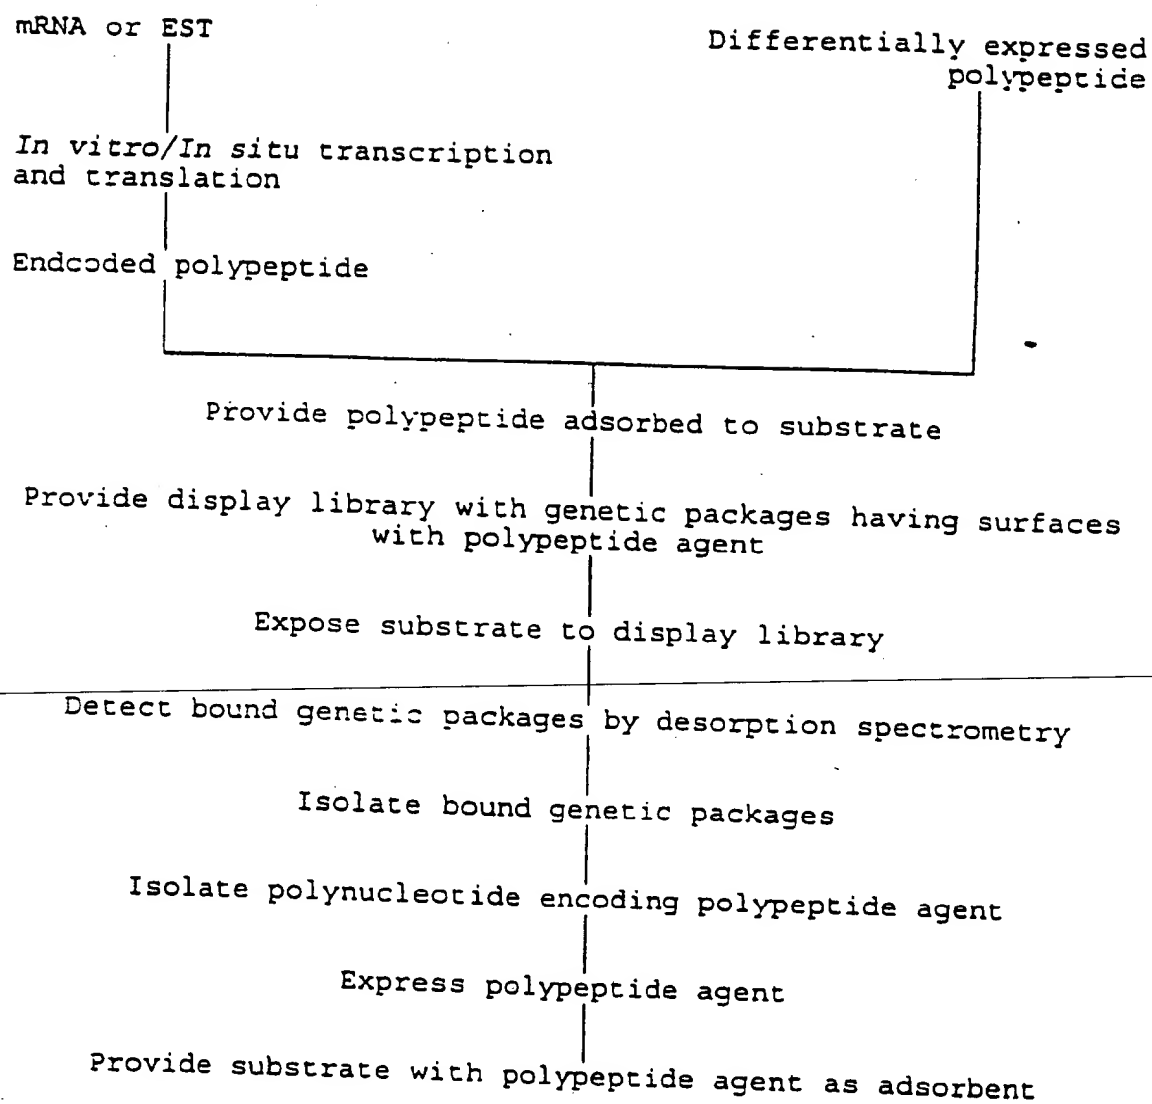 mRNA or EST
Differentially expressed
polypeptide
In vitro/In situ transcription
and translation
Endcoded polypeptide
Provide polypeptide adsorbed to substrate
Provide display library with genetic packages having surfaces
with polypeptide agent
Expose substrate to display library
Detect bound genetic packages by desorption spectrometry
Isolate bound genetic packages
Isolate polynucleotide encoding polypeptide agent
Express polypeptide agent
Provide substrate with polypeptide agent as adsorbent